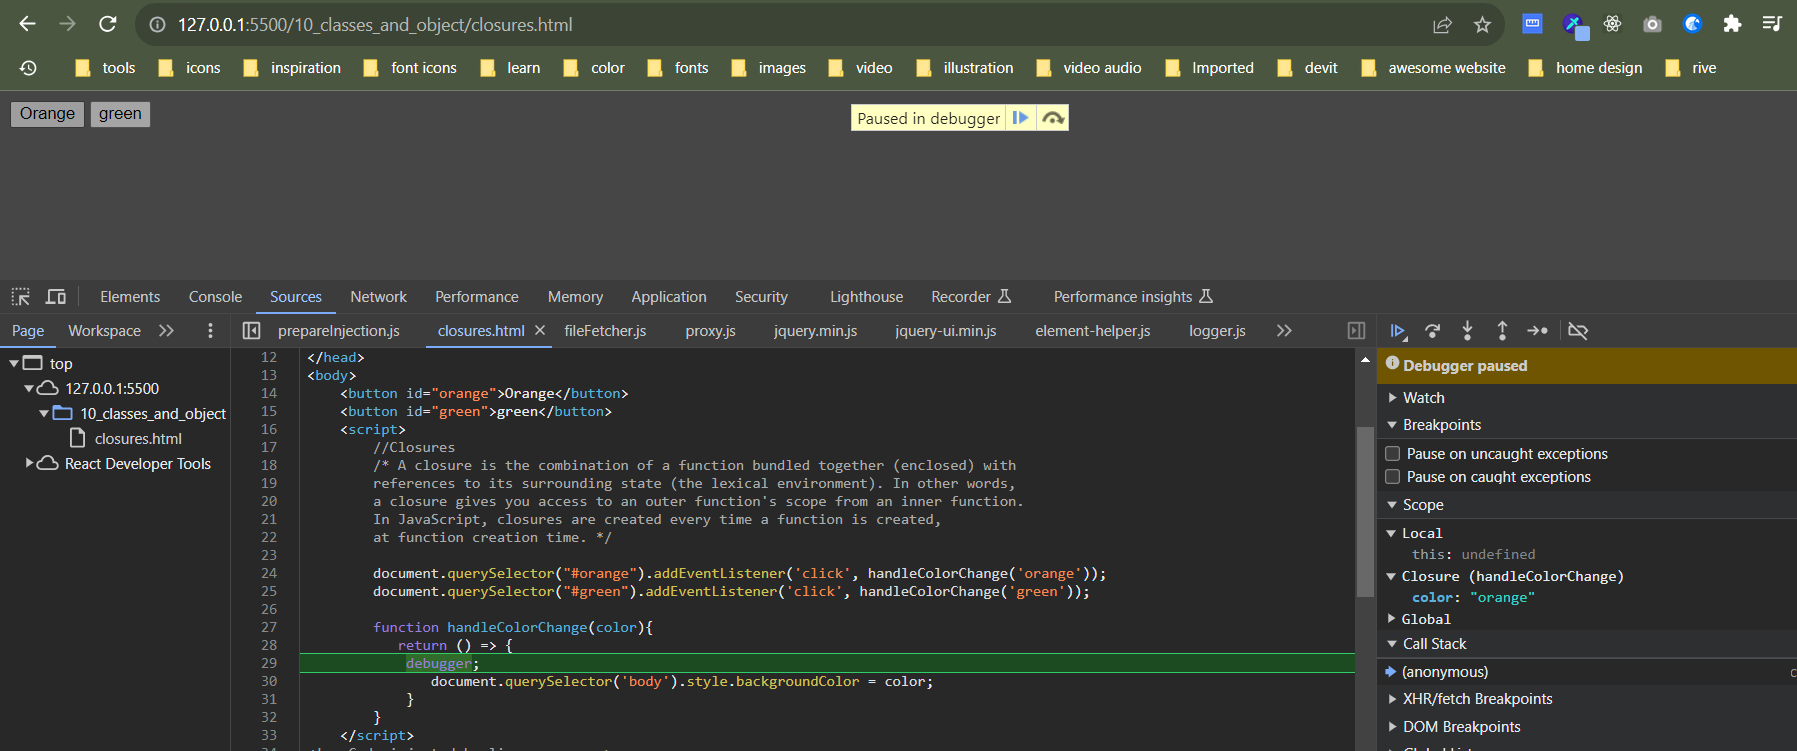 127.0.0.1:5500/10_classes_and_object/closures.html
tools icons inspiration font icons learn color fonts images video illustration video audio Imported devit awesome website home design rive
Orange green
Paused in debugger
Elements Console Sources Network Performance Memory Application Security Lighthouse Recorder Performance insights
Page Workspace prepareInjection.js closures.html fileFetcher.js proxy.js jquery.min.js jquery-ui.min.js element-helper.js logger.js
top
127.0.0.1:5500
10_classes_and_object
closures.html
React Developer Tools
12 </head>
13 <body>
14 <button id="orange">Orange</button>
15 <button id="green">green</button>
16 <script>
17 //Closures
18 /* A closure is the combination of a function bundled together (enclosed) with
19 references to its surrounding state (the lexical environment). In other words,
20 a closure gives you access to an outer function's scope from an inner function.
21 In JavaScript, closures are created every time a function is created,
22 at function creation time. */
23
24 document.querySelector("#orange").addEventListener('click', handleColorChange('orange'));
25 document.querySelector("#green").addEventListener('click', handleColorChange('green'));
26
27 function handleColorChange(color){
28 return () => {
29 debugger;
30 document.querySelector('body').style.backgroundColor = color;
31 }
32 }
33 </script>
Debugger paused
Watch
Breakpoints
Pause on uncaught exceptions
Pause on caught exceptions
Scope
Local
this: undefined
Closure (handleColorChange)
color: "orange"
Global
Call Stack
(anonymous)
XHR/fetch Breakpoints
DOM Breakpoints